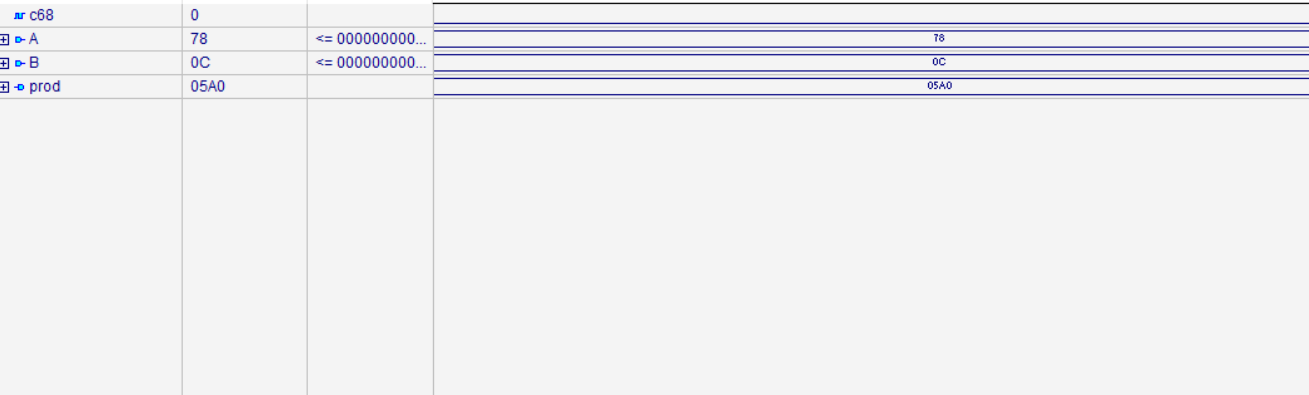 c68 0
A 78 <= 000000000... 78
B 0C <= 000000000... 0C
prod 05A0 05A0